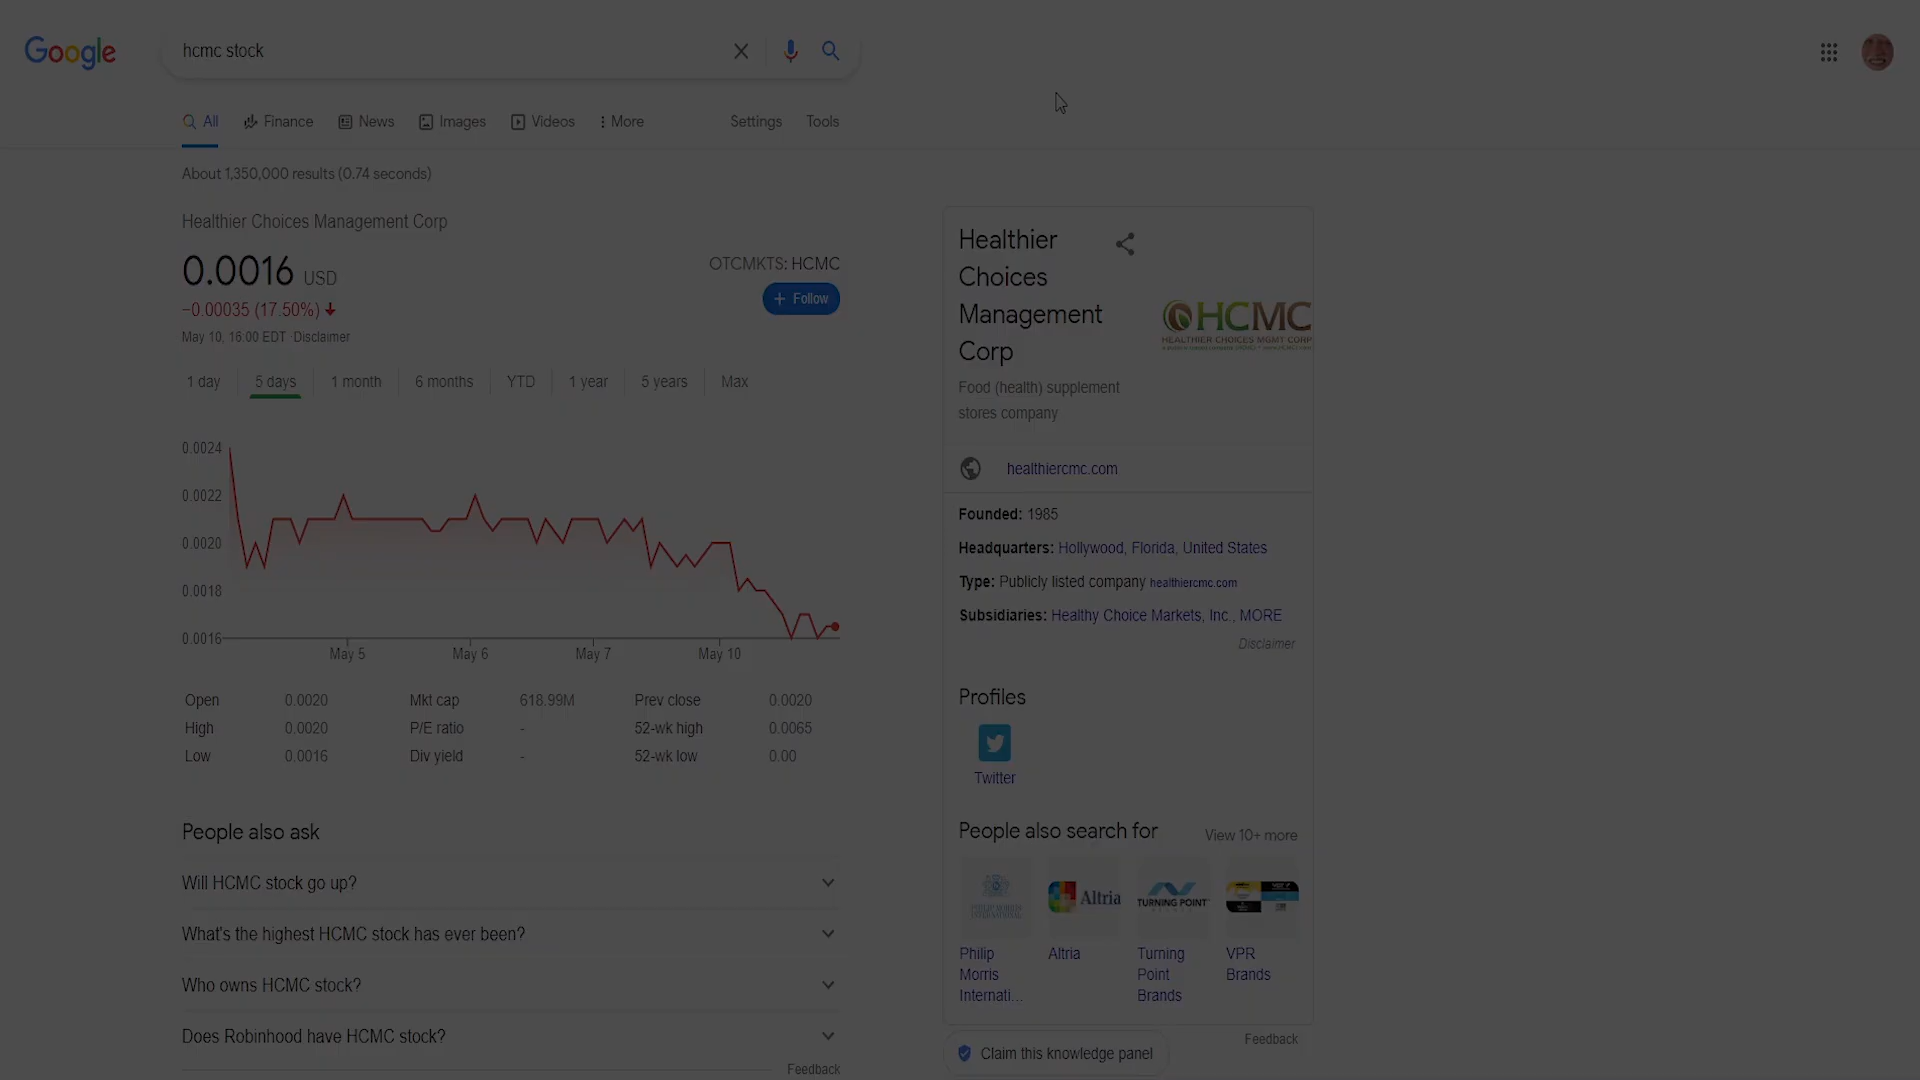 Google
hcmc stock
All
Finance
News
Images
Videos
More
Settings
Tools
About 1,350,000 results (0.74 seconds)
Healthier Choices Management Corp
0.0016 USD
OTCMKTS: HCMC
−0.00035 (17.50%)
+ Follow
May 10, 16:00 EDT ·Disclaimer
1 day
5 days
1 month
6 months
YTD
1 year
5 years
Max
0.0024
0.0022
0.0020
0.0018
0.0016
May 5
May 6
May 7
May 10
Open 0.0020 Mkt cap 618.99M Prev close 0.0020
High 0.0020 P/E ratio - 52-wk high 0.0065
Low 0.0016 Div yield - 52-wk low 0.00
People also ask
Will HCMC stock go up?
What's the highest HCMC stock has ever been?
Who owns HCMC stock?
Does Robinhood have HCMC stock?
Feedback
Healthier
Choices
Management
Corp
HCMC
HEALTHIER CHOICES MGMT CORP
Food (health) supplement
stores company
healthiercmc.com
Founded: 1985
Headquarters: Hollywood, Florida, United States
Type: Publicly listed company healthiercmc.com
Subsidiaries: Healthy Choice Markets, Inc., MORE
Disclaimer
Profiles
Twitter
People also search for
View 10+ more
PHILIP MORRIS
INTERNATIONAL
Altria
TURNING POINT
Philip
Morris
Internati...
Altria
Turning
Point
Brands
VPR
Brands
Feedback
Claim this knowledge panel